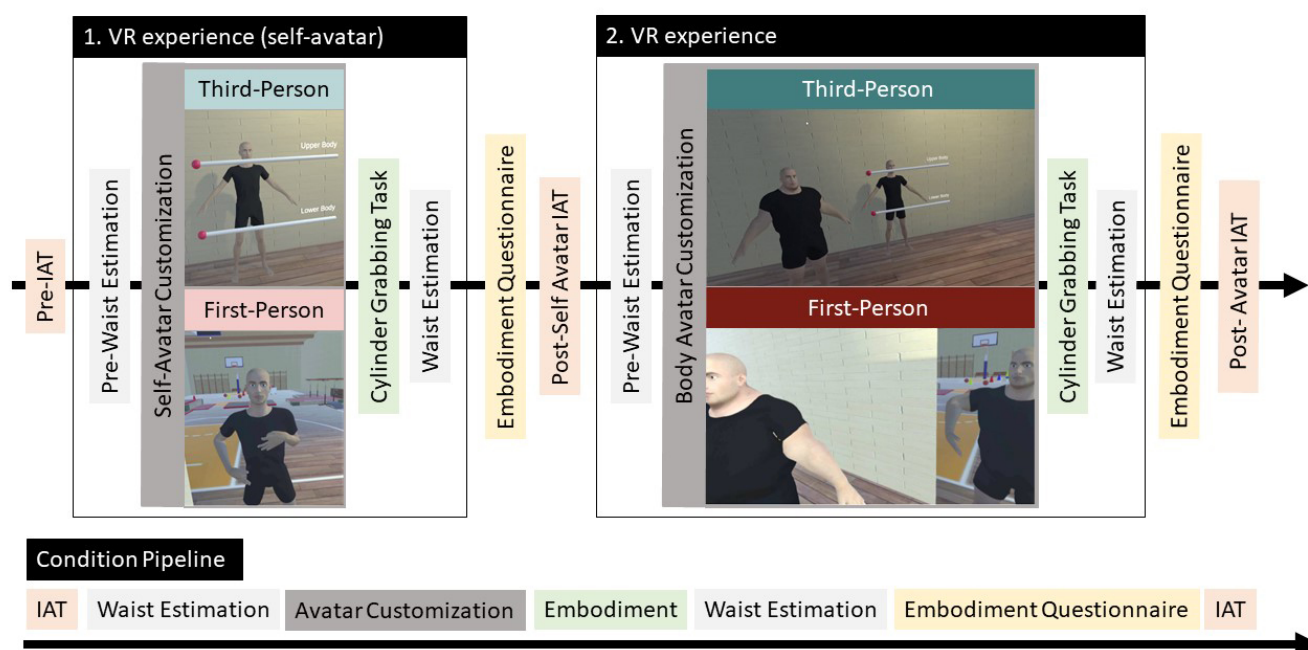 1. VR experience (self-avatar)
2. VR experience
Pre-IAT
Pre-Waist Estimation
Self-Avatar Customization
Third-Person
Upper Body
Lower Body
First-Person
Cylinder Grabbing Task
Waist Estimation
Embodiment Questionnaire
Post-Self Avatar IAT
Pre-Waist Estimation
Body Avatar Customization
Third-Person
Upper Body
Lower Body
First-Person
Cylinder Grabbing Task
Waist Estimation
Embodiment Questionnaire
Post- Avatar IAT
Condition Pipeline
IAT Waist Estimation Avatar Customization Embodiment Waist Estimation Embodiment Questionnaire IAT